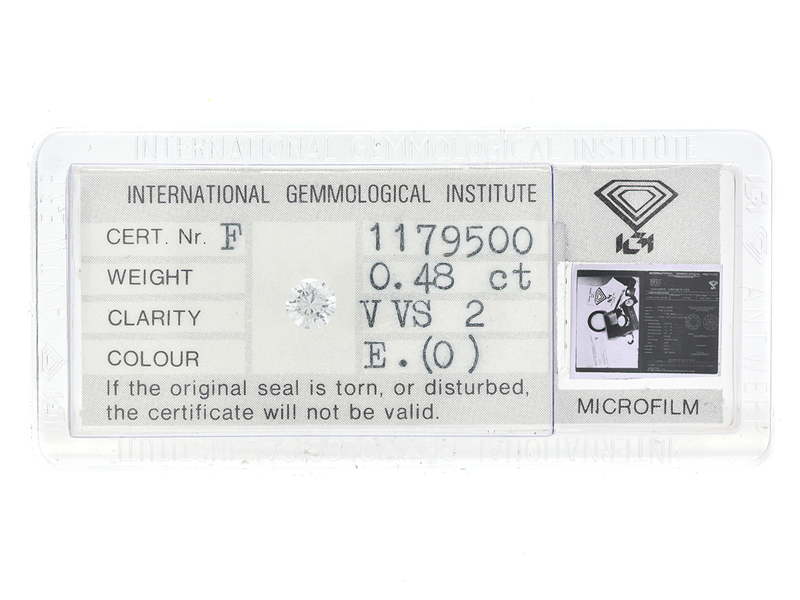 INTERNATIONAL GEMMOLOGICAL INSTITUTE
INTERNATIONAL GEMMOLOGICAL INSTITUTE
CERT. Nr. F 1179500
WEIGHT 0.48 ct
CLARITY VVS 2
COLOUR E.(0)
If the original seal is torn, or disturbed,
the certificate will not be valid.
IGI
MICROFILM
ANTWERP